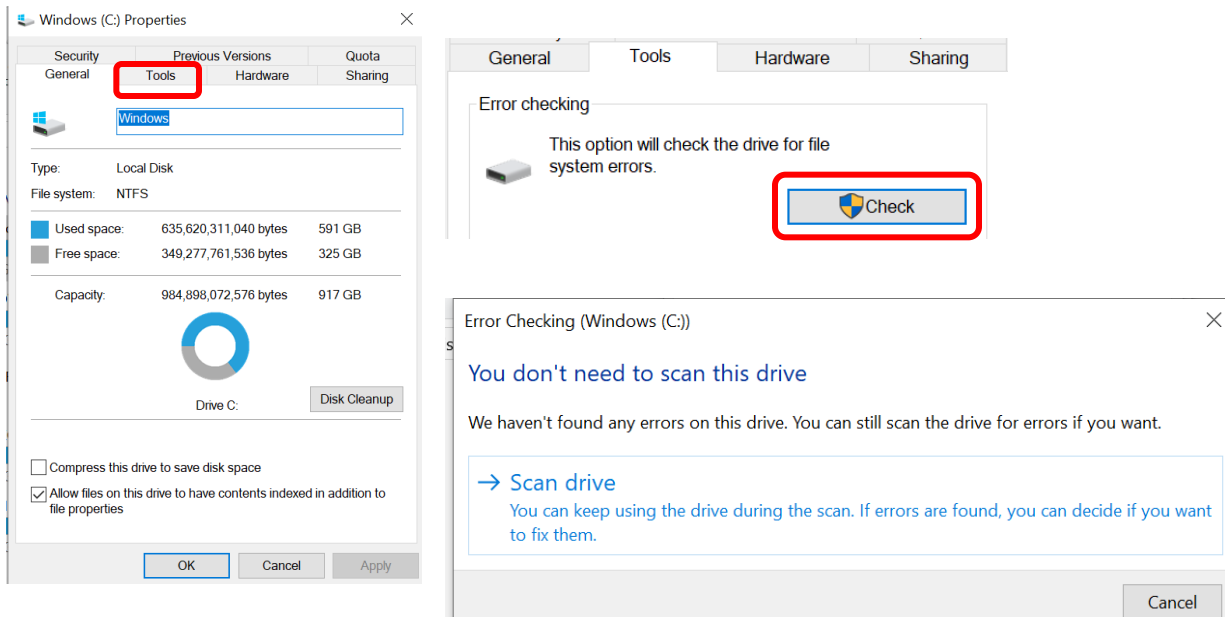 Windows (C:) Properties
Security Previous Versions Quota
General Tools Hardware Sharing
Windows
Type: Local Disk
File system: NTFS
Used space: 635,620,311,040 bytes 591 GB
Free space: 349,277,761,536 bytes 325 GB
Capacity: 984,898,072,576 bytes 917 GB
Drive C:
Disk Cleanup
Compress this drive to save disk space
Allow files on this drive to have contents indexed in addition to
file properties
OK Cancel Apply
General Tools Hardware Sharing
Error checking
This option will check the drive for file
system errors.
Check
Error Checking (Windows (C:))
You don't need to scan this drive
We haven't found any errors on this drive. You can still scan the drive for errors if you want.
Scan drive
You can keep using the drive during the scan. If errors are found, you can decide if you want
to fix them.
Cancel